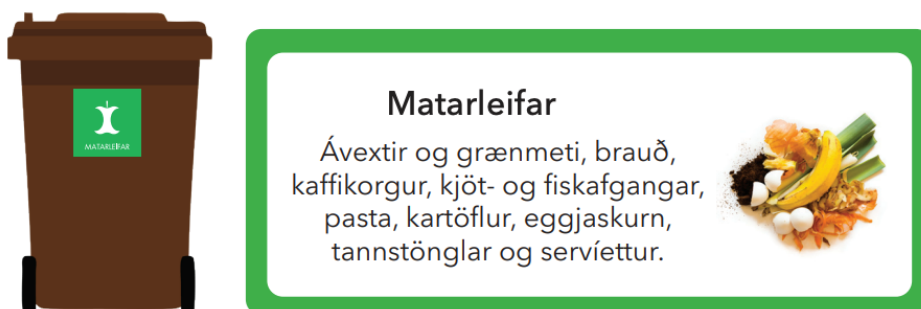 MATARLEIFAR
Matarleifar
Ávextir og grænmeti, brauð,
kaffikorgur, kjöt- og fiskafgangar,
pasta, kartöflur, eggjaskurn,
tannstönglar og servíettur.